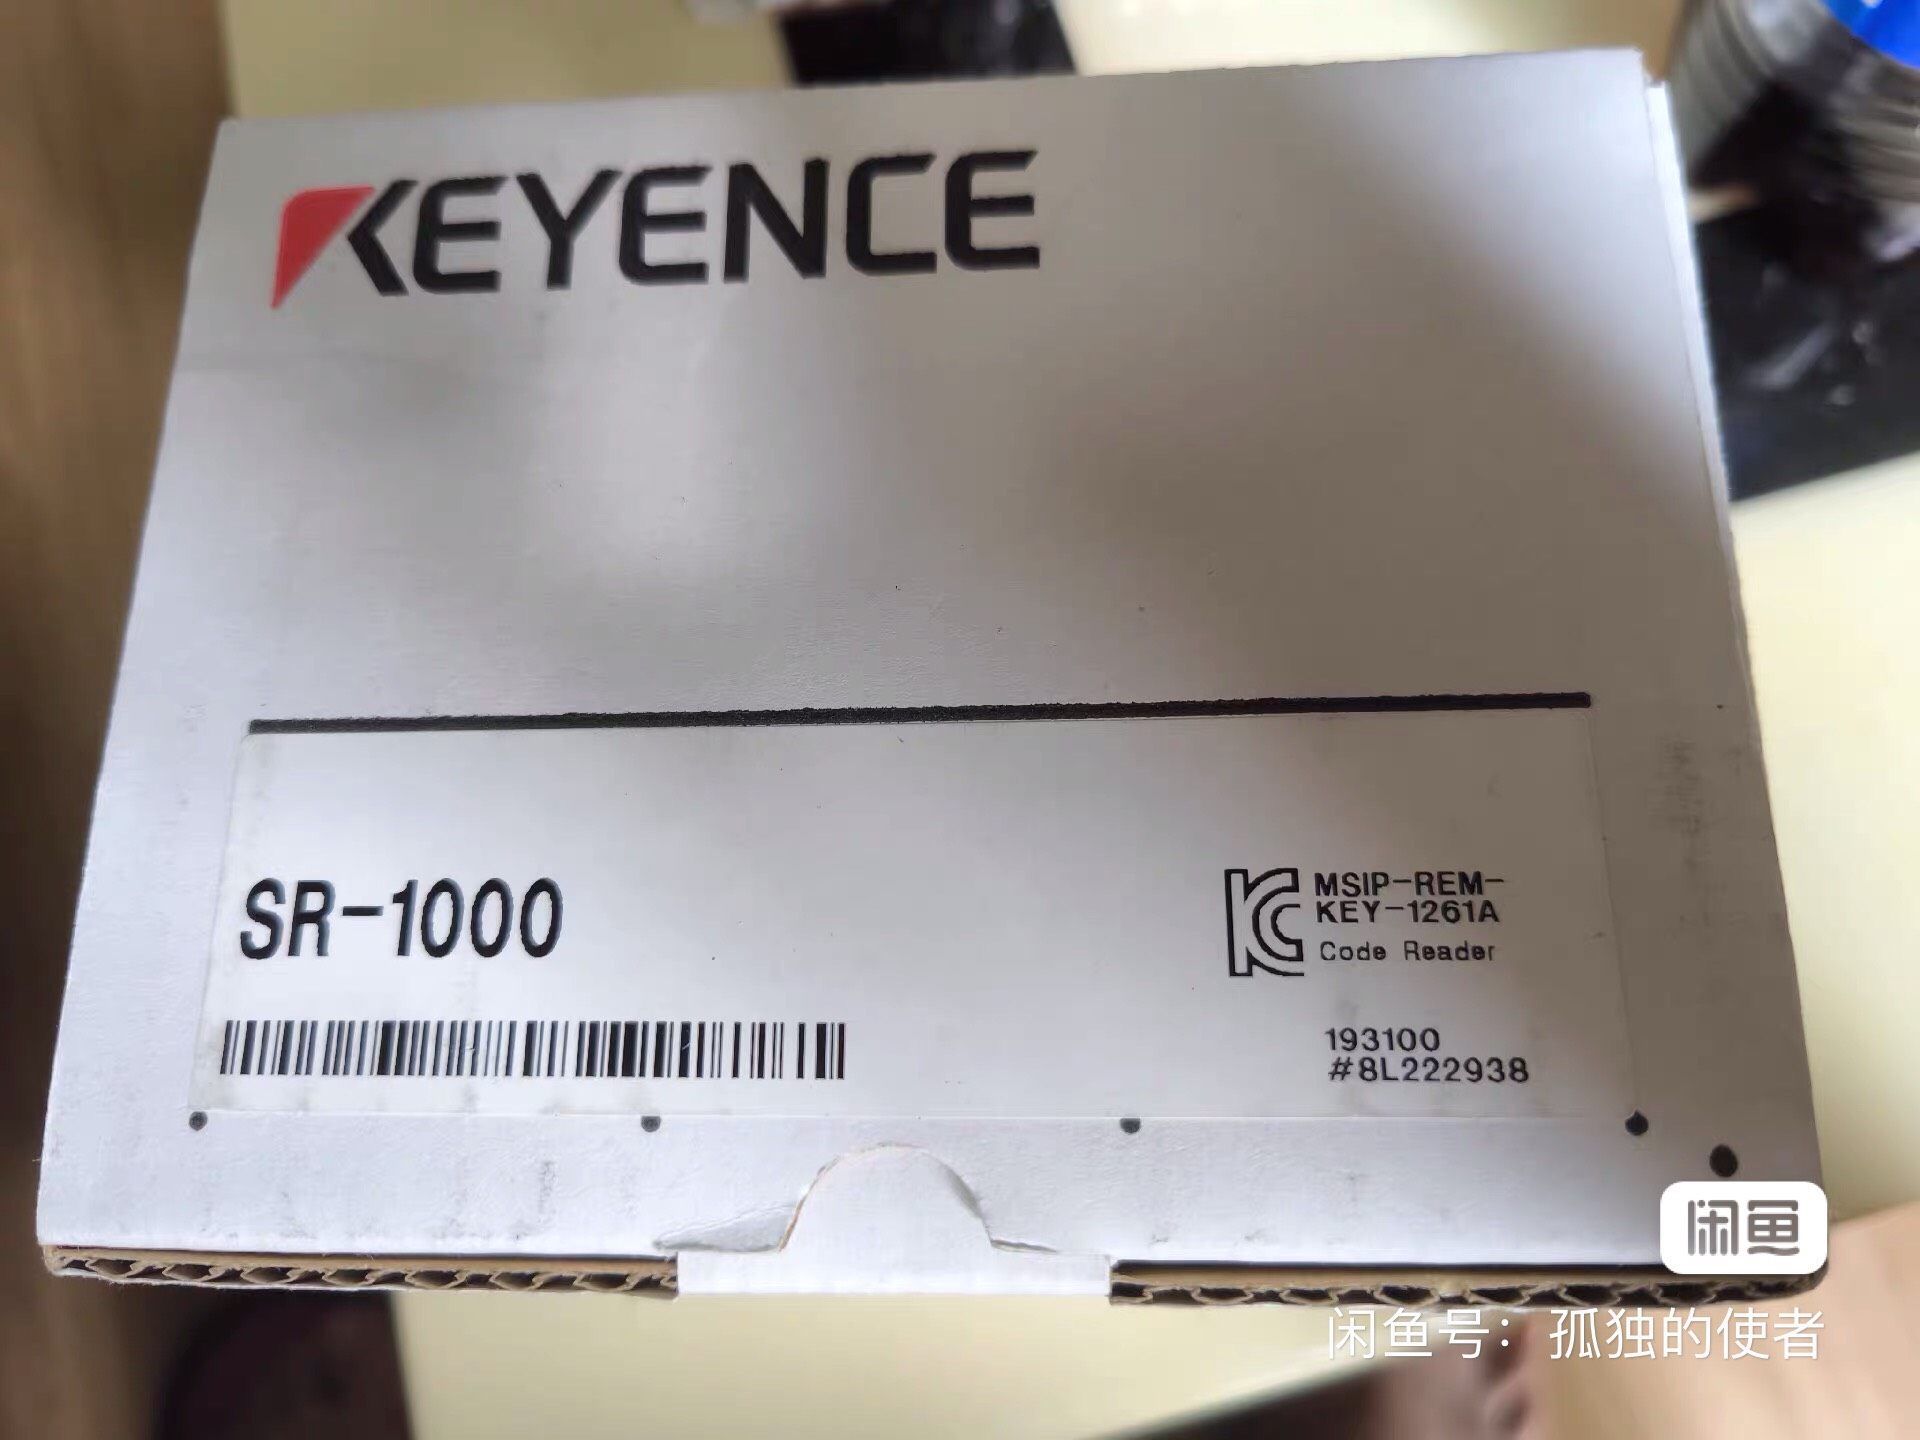 KEYENCE
SR-1000
MSIP-REM-
KEY-1261A
Code Reader
193100
#8L222938
闲鱼
闲鱼号：孤独的使者